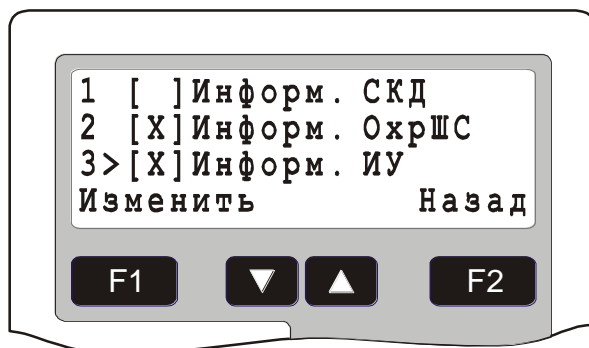 1 [ ]Информ. СКД
2 [X]Информ. ОхрШС
3>[X]Информ. ИУ
Изменить Назад
F1 ▼ ▲ F2